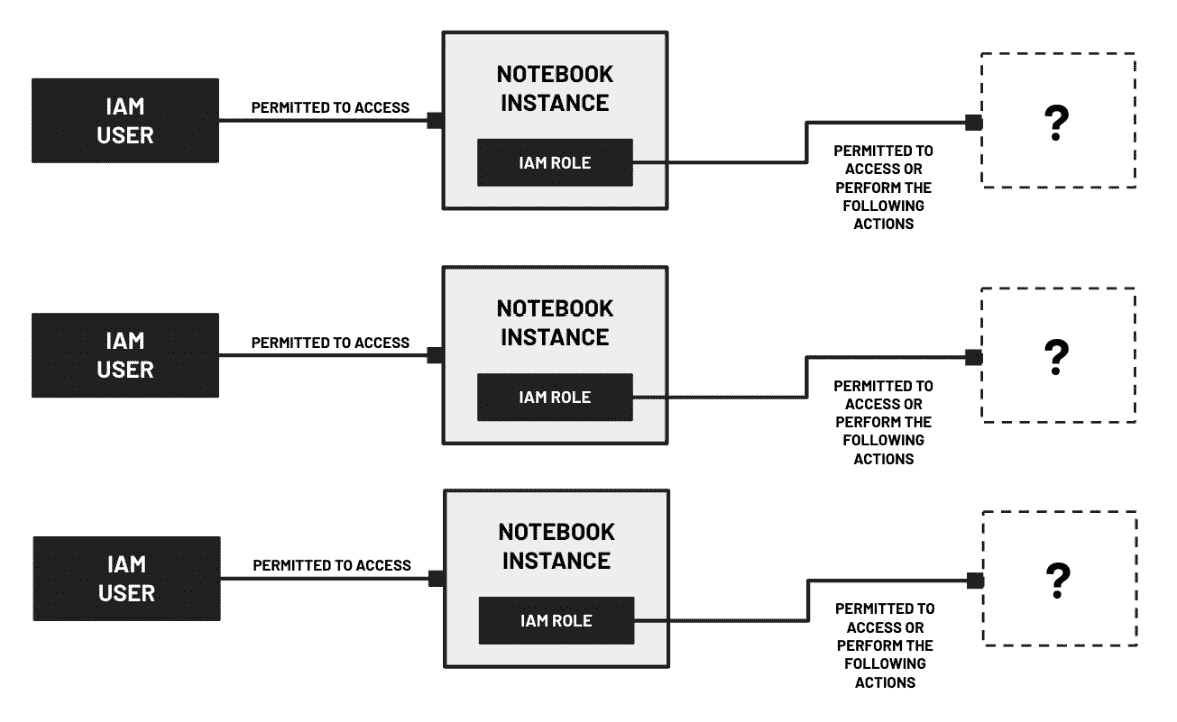 IAM
USER
PERMITTED TO ACCESS
NOTEBOOK
INSTANCE
IAM ROLE
PERMITTED TO
ACCESS OR
PERFORM THE
FOLLOWING
ACTIONS
?
IAM
USER
PERMITTED TO ACCESS
NOTEBOOK
INSTANCE
IAM ROLE
PERMITTED TO
ACCESS OR
PERFORM THE
FOLLOWING
ACTIONS
?
IAM
USER
PERMITTED TO ACCESS
NOTEBOOK
INSTANCE
IAM ROLE
PERMITTED TO
ACCESS OR
PERFORM THE
FOLLOWING
ACTIONS
?